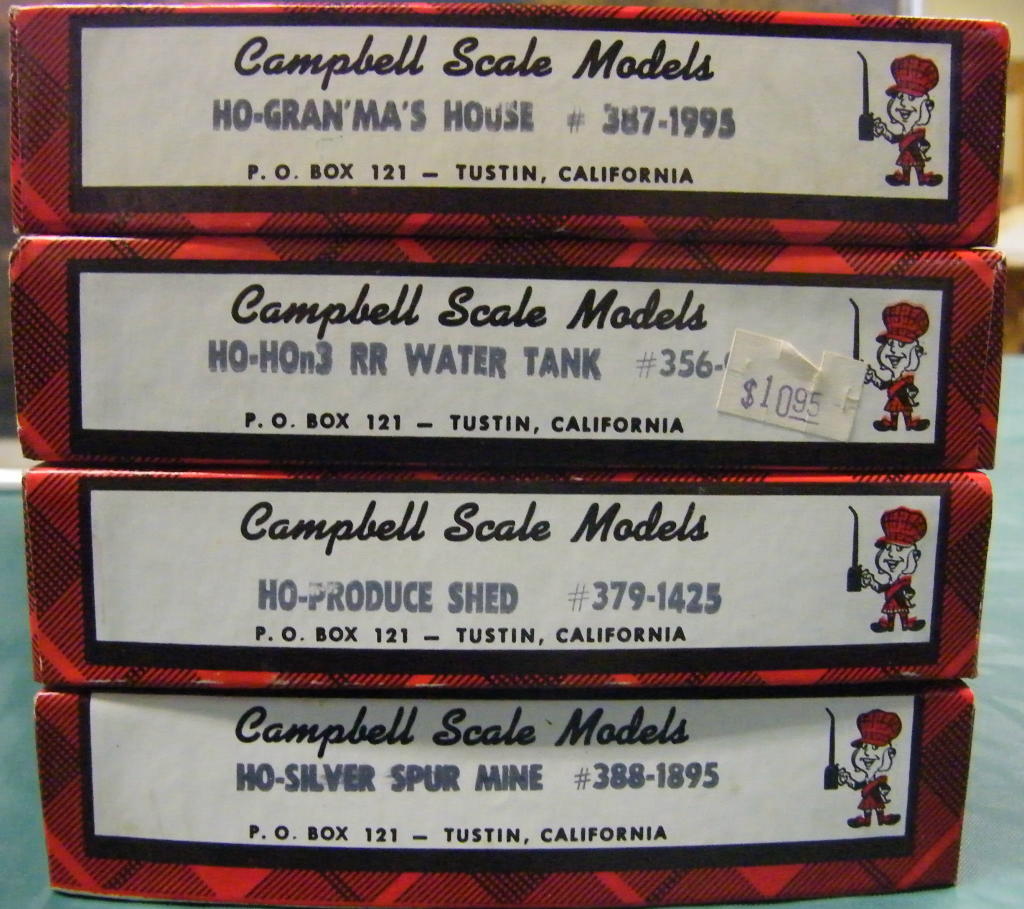 Campbell Scale Models
HO-GRAN'MA'S HOUSE # 387-1995
P. O. BOX 121 — TUSTIN, CALIFORNIA
Campbell Scale Models
HO-HOn3 RR WATER TANK #356-
$1095
P. O. BOX 121 — TUSTIN, CALIFORNIA
Campbell Scale Models
HO-PRODUCE SHED #379-1425
P. O. BOX 121 — TUSTIN, CALIFORNIA
Campbell Scale Models
HO-SILVER SPUR MINE #388-1895
P. O. BOX 121 — TUSTIN, CALIFORNIA